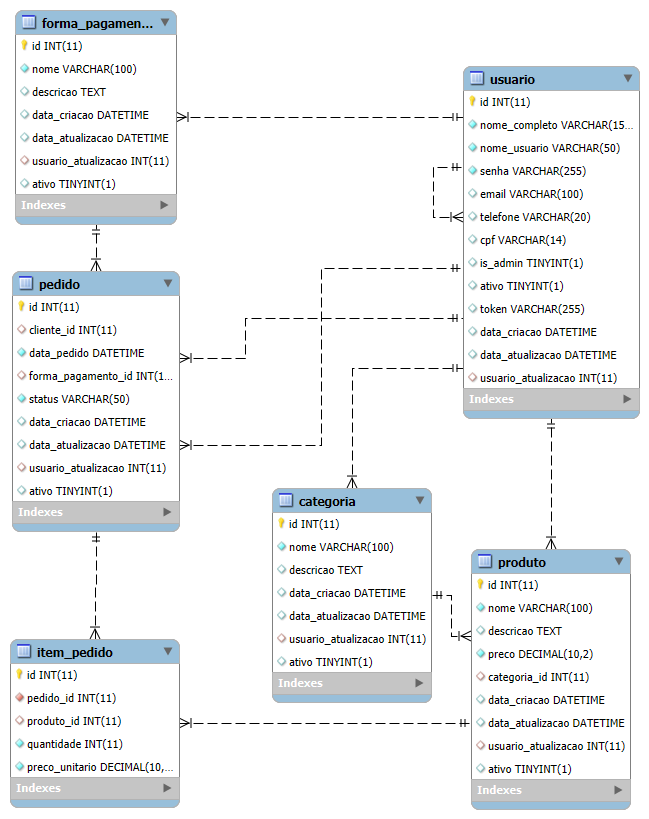 forma_pagamen...
id INT(11)
nome VARCHAR(100)
descricao TEXT
data_criacao DATETIME
data_atualizacao DATETIME
usuario_atualizacao INT(11)
ativo TINYINT(1)
Indexes
usuario
id INT(11)
nome_completo VARCHAR(15...
nome_usuario VARCHAR(50)
senha VARCHAR(255)
email VARCHAR(100)
telefone VARCHAR(20)
cpf VARCHAR(14)
is_admin TINYINT(1)
ativo TINYINT(1)
token VARCHAR(255)
data_criacao DATETIME
data_atualizacao DATETIME
usuario_atualizacao INT(11)
Indexes
pedido
id INT(11)
cliente_id INT(11)
data_pedido DATETIME
forma_pagamento_id INT(1...
status VARCHAR(50)
data_criacao DATETIME
data_atualizacao DATETIME
usuario_atualizacao INT(11)
ativo TINYINT(1)
Indexes
categoria
id INT(11)
nome VARCHAR(100)
descricao TEXT
data_criacao DATETIME
data_atualizacao DATETIME
usuario_atualizacao INT(11)
ativo TINYINT(1)
Indexes
produto
id INT(11)
nome VARCHAR(100)
descricao TEXT
preco DECIMAL(10,2)
categoria_id INT(11)
data_criacao DATETIME
data_atualizacao DATETIME
usuario_atualizacao INT(11)
ativo TINYINT(1)
Indexes
item_pedido
id INT(11)
pedido_id INT(11)
produto_id INT(11)
quantidade INT(11)
preco_unitario DECIMAL(10,...
Indexes